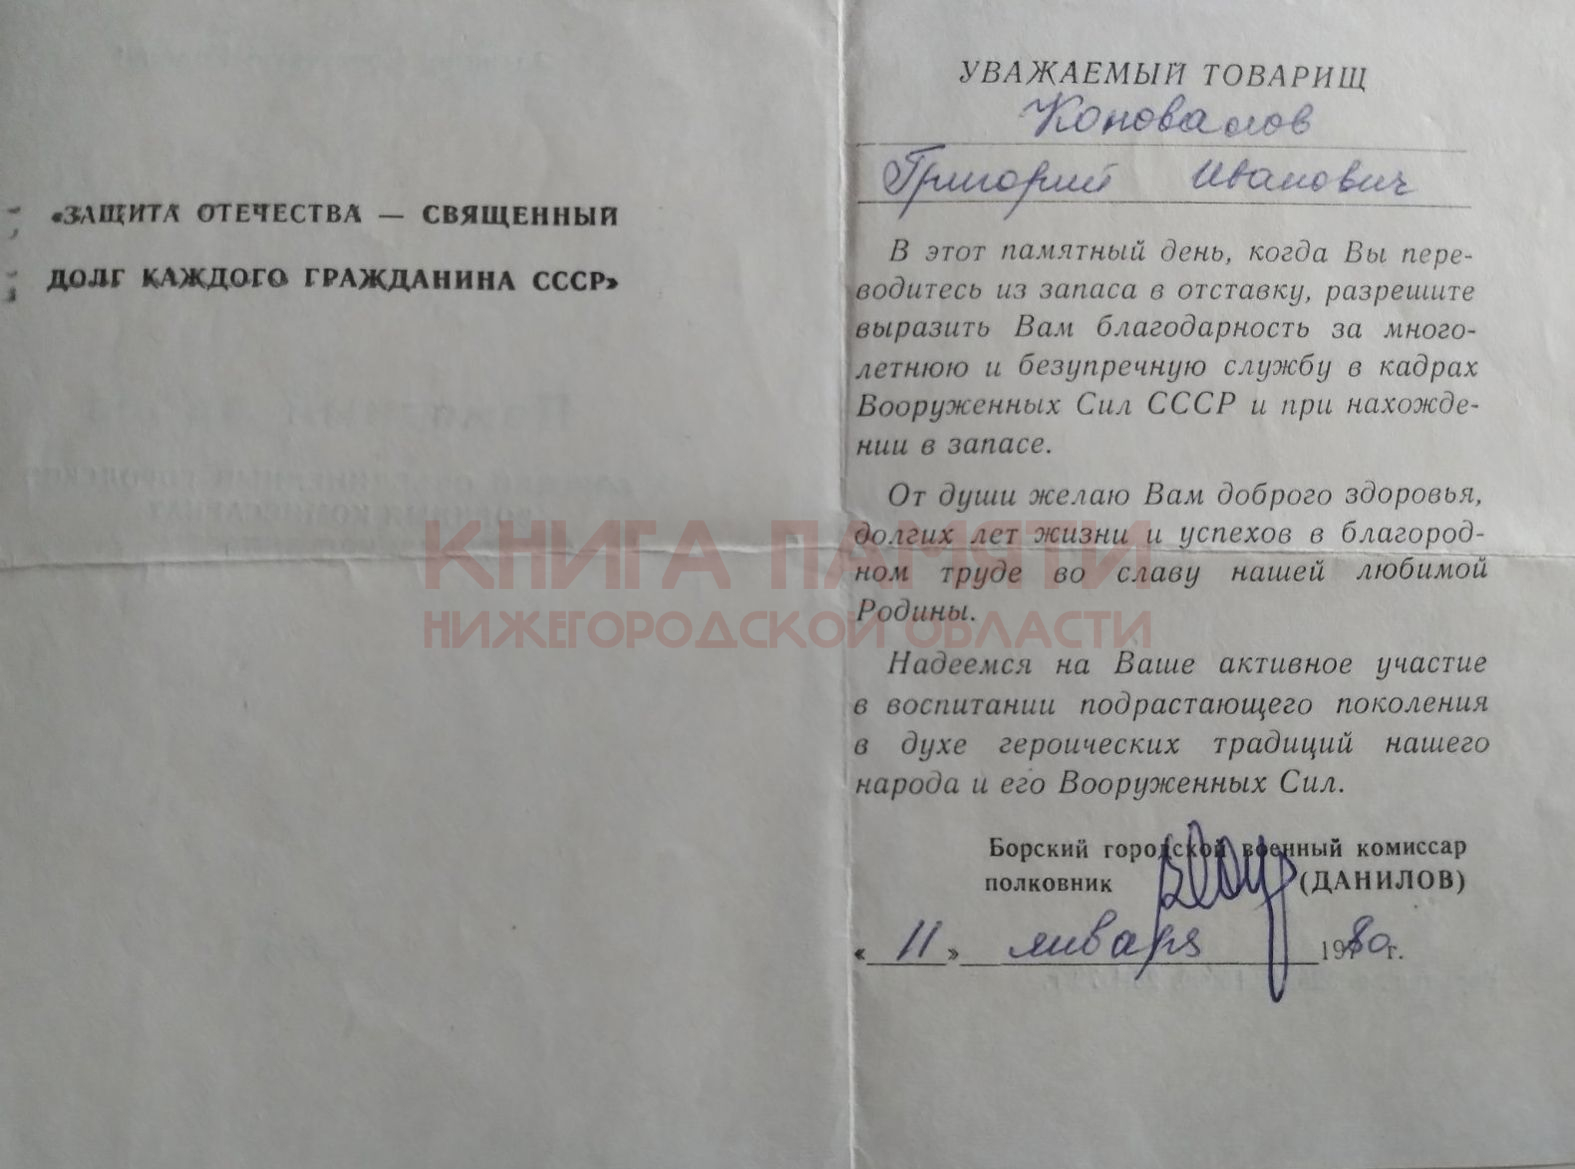 «ЗАЩИТА ОТЕЧЕСТВА — СВЯЩЕННЫЙ
ДОЛГ КАЖДОГО ГРАЖДАНИНА СССР»
УВАЖАЕМЫЙ ТОВАРИЩ
Коновалов
Григорий Иванович
В этот памятный день, когда Вы пере-
водитесь из запаса в отставку, разрешите
выразить Вам благодарность за много-
летнюю и безупречную службу в кадрах
Вооруженных Сил СССР и при нахожде-
нии в запасе.
От души желаю Вам доброго здоровья,
долгих лет жизни и успехов в благород-
ном труде во славу нашей любимой
Родины.
Надеемся на Ваше активное участие
в воспитании подрастающего поколения
в духе героических традиций нашего
народа и его Вооруженных Сил.
Борский городской военный комиссар
полковник (ДАНИЛОВ)
«11» января 1980 г.
КНИГА ПАМЯТИ
НИЖЕГОРОДСКОЙ ОБЛАСТИ